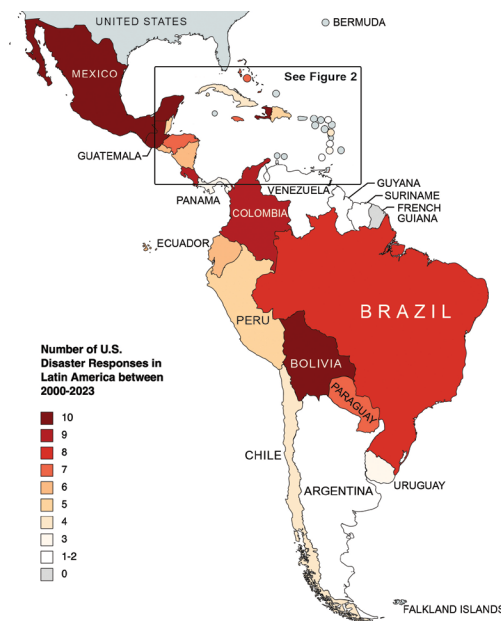 UNITED STATES
BERMUDA
MEXICO
See Figure 2
GUATEMALA
PANAMA
VENEZUELA
GUYANA
SURINAME
FRENCH
GUIANA
COLOMBIA
ECUADOR
PERU
BRAZIL
BOLIVIA
PARAGUAY
Number of U.S.
Disaster Responses in
Latin America between
2000-2023
10
9
8
7
6
5
4
3
1-2
0
CHILE
ARGENTINA
URUGUAY
FALKLAND ISLANDS